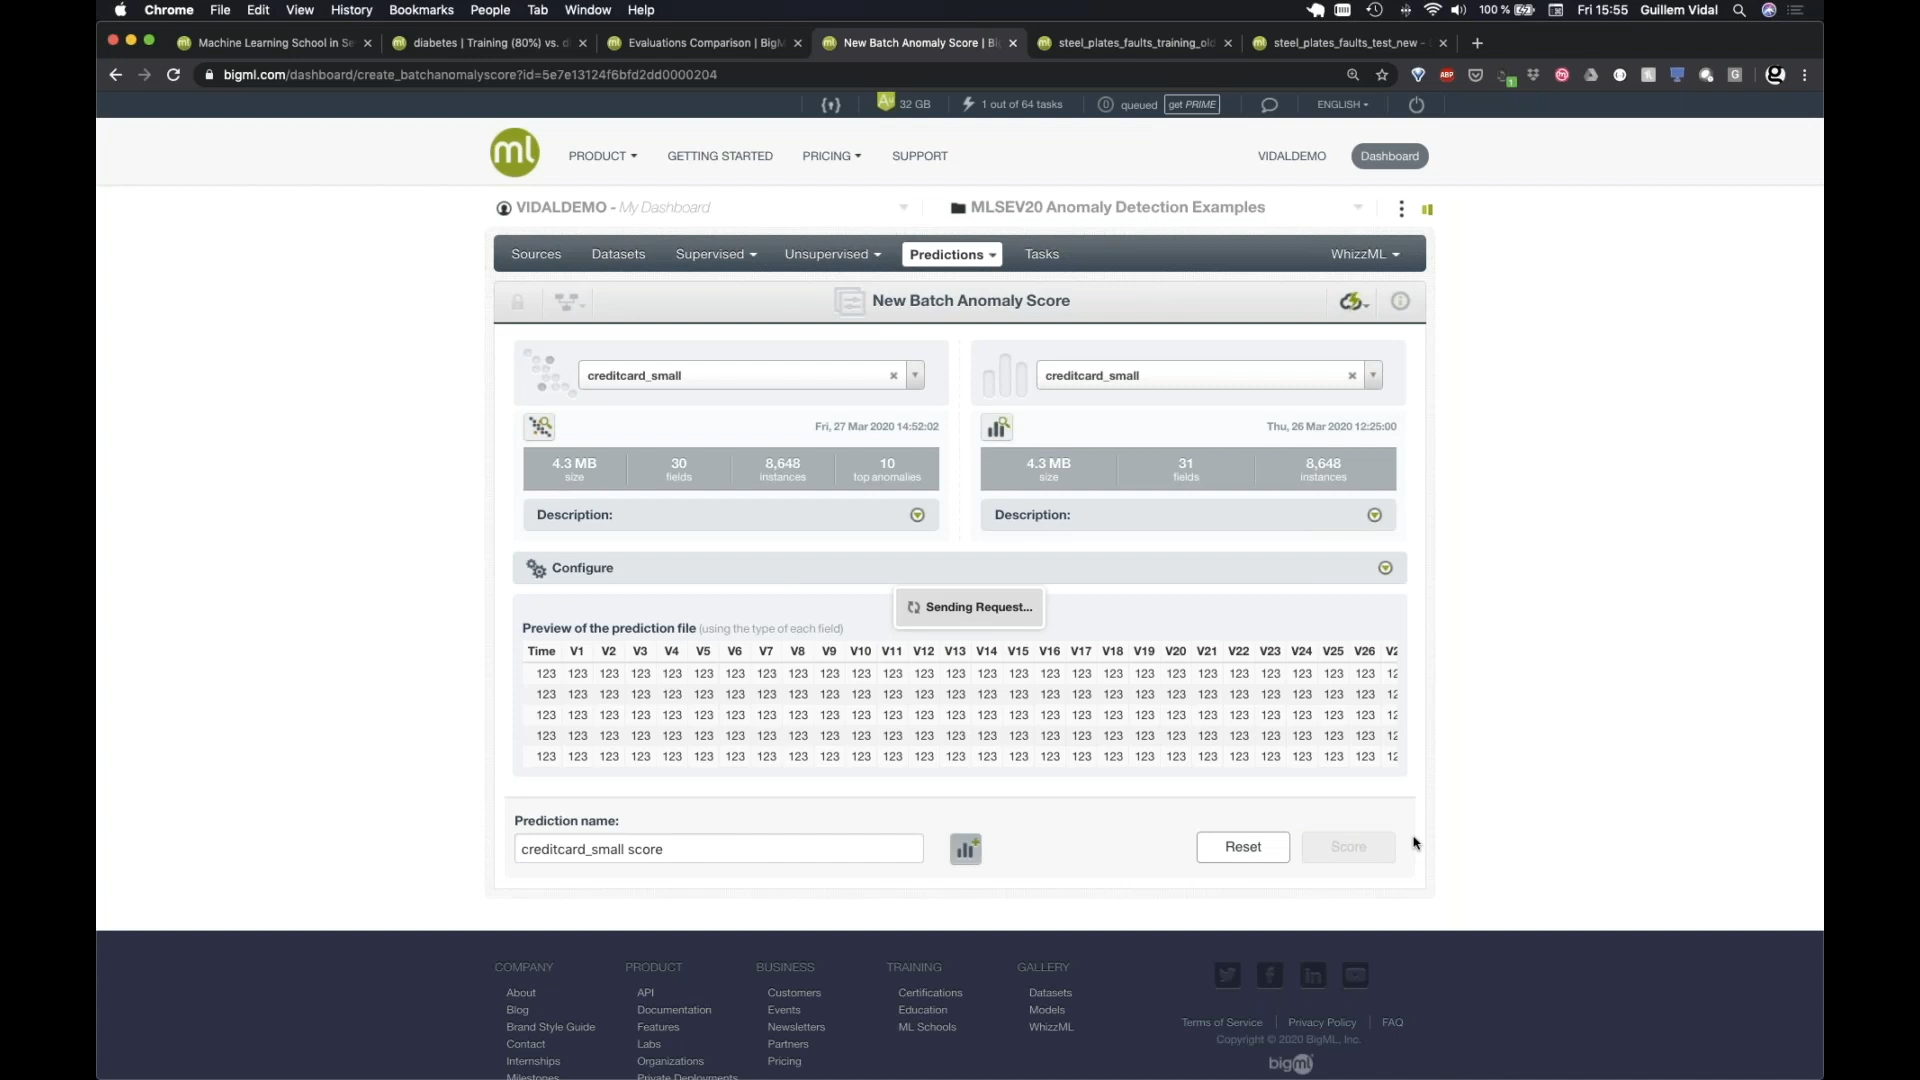 Chrome File Edit View History Bookmarks People Tab Window Help 100 % Fri 15:55 Guillem Vidal
Machine Learning School in Se diabetes | Training (80%) vs. d Evaluations Comparison | BigM New Batch Anomaly Score | Bi steel_plates_faults_training_old steel_plates_faults_test_new -
bigml.com/dashboard/create_batchanomalyscore?id=5e7e13124f6bfd2dd0000204
32 GB 1 out of 64 tasks 0 queued get PRIME ENGLISH
ml PRODUCT GETTING STARTED PRICING SUPPORT VIDALDEMO Dashboard
VIDALDEMO - My Dashboard MLSEV20 Anomaly Detection Examples
Sources Datasets Supervised Unsupervised Predictions Tasks WhizzML
New Batch Anomaly Score
creditcard_small creditcard_small
Fri, 27 Mar 2020 14:52:02 Thu, 26 Mar 2020 12:25:00
4.3 MB 30 8,648 10 4.3 MB 31 8,648
size fields instances top anomalies size fields instances
Description: Description:
Configure
Sending Request...
Preview of the prediction file (using the type of each field)
Time V1 V2 V3 V4 V5 V6 V7 V8 V9 V10 V11 V12 V13 V14 V15 V16 V17 V18 V19 V20 V21 V22 V23 V24 V25 V26 V2
123 123 123 123 123 123 123 123 123 123 123 123 123 123 123 123 123 123 123 123 123 123 123 123 123 123 123 12
123 123 123 123 123 123 123 123 123 123 123 123 123 123 123 123 123 123 123 123 123 123 123 123 123 123 123 12
123 123 123 123 123 123 123 123 123 123 123 123 123 123 123 123 123 123 123 123 123 123 123 123 123 123 123 12
123 123 123 123 123 123 123 123 123 123 123 123 123 123 123 123 123 123 123 123 123 123 123 123 123 123 123 12
123 123 123 123 123 123 123 123 123 123 123 123 123 123 123 123 123 123 123 123 123 123 123 123 123 123 123 12
Prediction name:
creditcard_small score Reset Score
COMPANY PRODUCT BUSINESS TRAINING GALLERY
About API Customers Certifications Datasets
Blog Documentation Events Education Models
Brand Style Guide Features Newsletters ML Schools WhizzML
Contact Labs Partners
Internships Organizations Pricing
Milestones Private Deployments
Terms of Service Privacy Policy FAQ
Copyright © 2020 BigML, Inc.
bigml